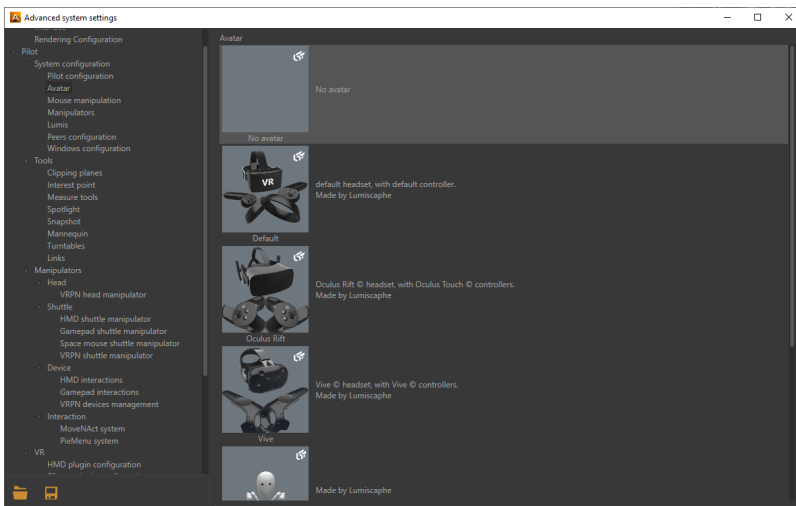 Advanced system settings
Rendering Configuration
Pilot
System configuration
Pilot configuration
Avatar
Mouse manipulation
Manipulators
Lumis
Peers configuration
Windows configuration
Tools
Clipping planes
Interest point
Measure tools
Spotlight
Snapshot
Mannequin
Turntables
Links
Manipulators
Head
VRPN head manipulator
Shuttle
HMD shuttle manipulator
Gamepad shuttle manipulator
Space mouse shuttle manipulator
VRPN shuttle manipulator
Device
HMD interactions
Gamepad interactions
VRPN devices management
Interaction
MoveNAct system
PieMenu system
VR
HMD plugin configuration
Avatar
No avatar
No avatar
VR
Default
default headset, with default controller.
Made by Lumiscaphe
Oculus Rift
Oculus Rift © headset, with Oculus Touch © controllers.
Made by Lumiscaphe
Vive
Vive © headset, with Vive © controllers.
Made by Lumiscaphe
Made by Lumiscaphe